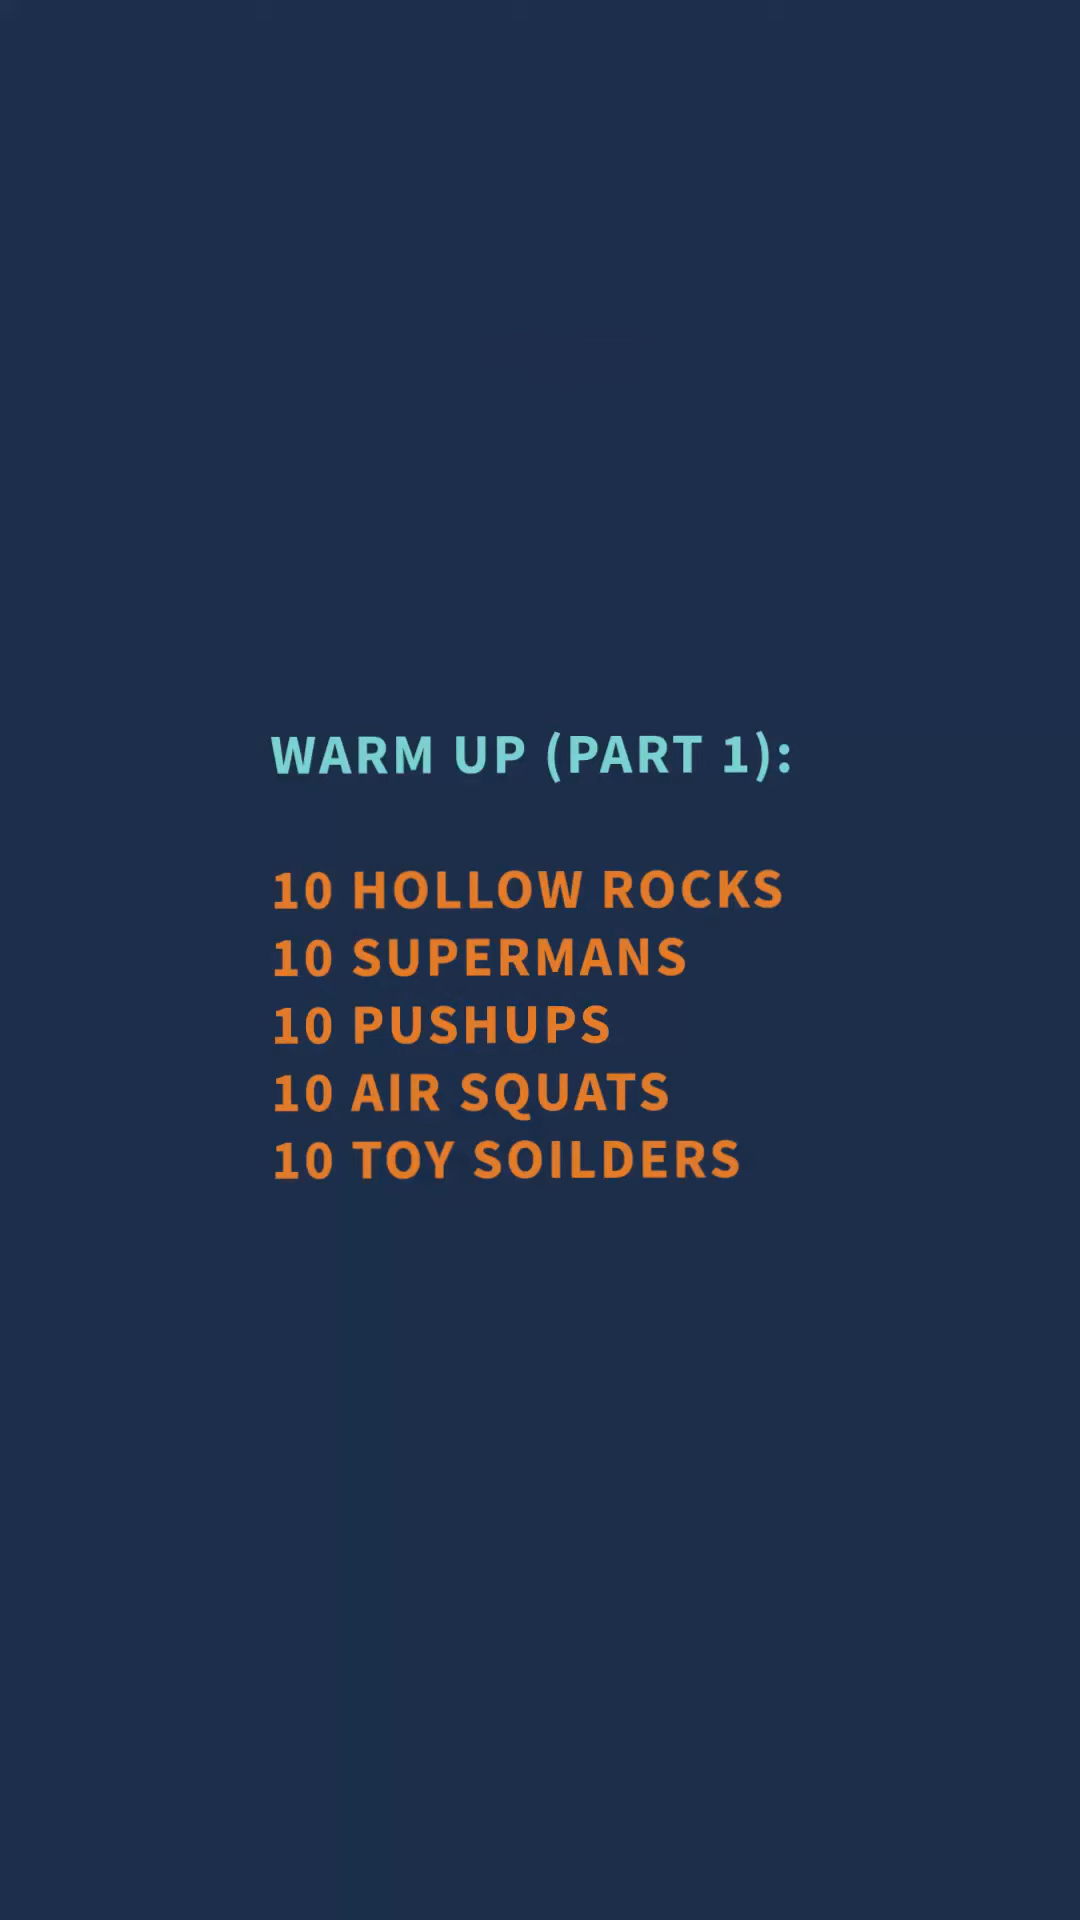 WARM UP (PART 1):
10 HOLLOW ROCKS
10 SUPERMANS
10 PUSHUPS
10 AIR SQUATS
10 TOY SOILDERS